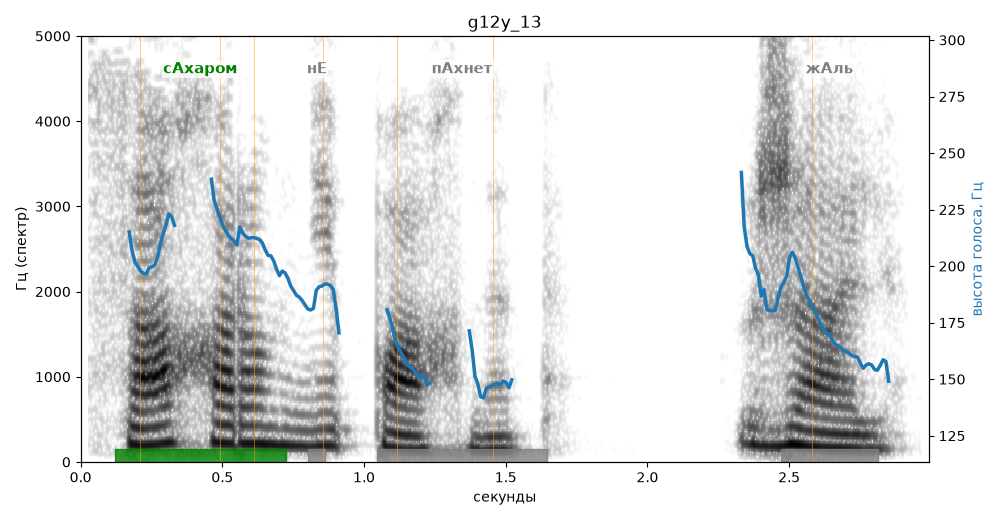 g12y_13
5000
4000
3000
2000
1000
0
Гц (спектр)
сАхаром
нЕ
пАхнет
жАль
300
275
250
225
200
175
150
125
высота голоса, Гц
0.0 0.5 1.0 1.5 2.0 2.5
секунды